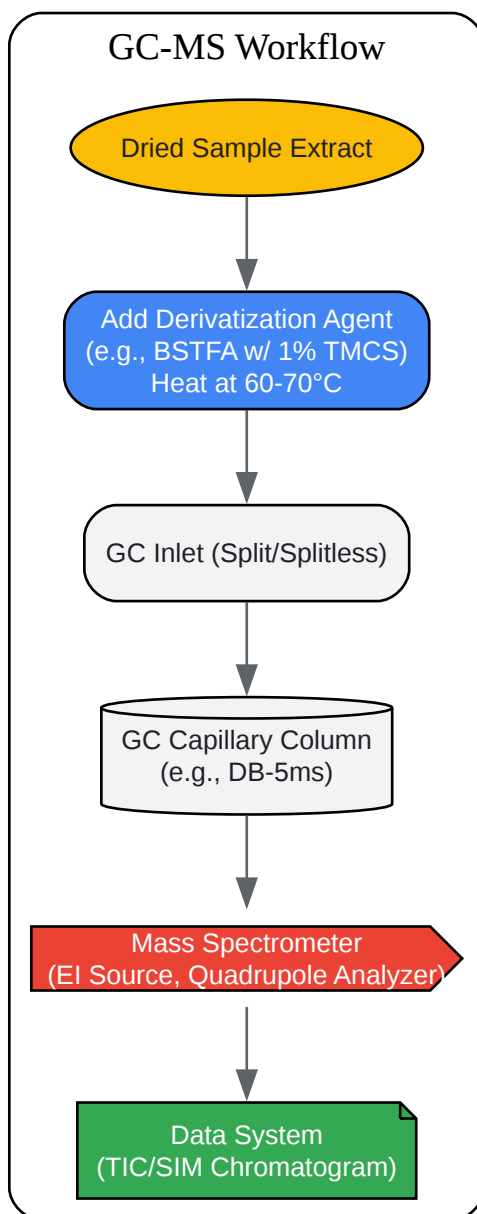 GC-MS Workflow
Dried Sample Extract
Add Derivatization Agent
(e.g., BSTFA w/ 1% TMCS)
Heat at 60-70°C
GC Inlet (Split/Splitless)
GC Capillary Column
(e.g., DB-5ms)
Mass Spectrometer
(EI Source, Quadrupole Analyzer)
Data System
(TIC/SIM Chromatogram)